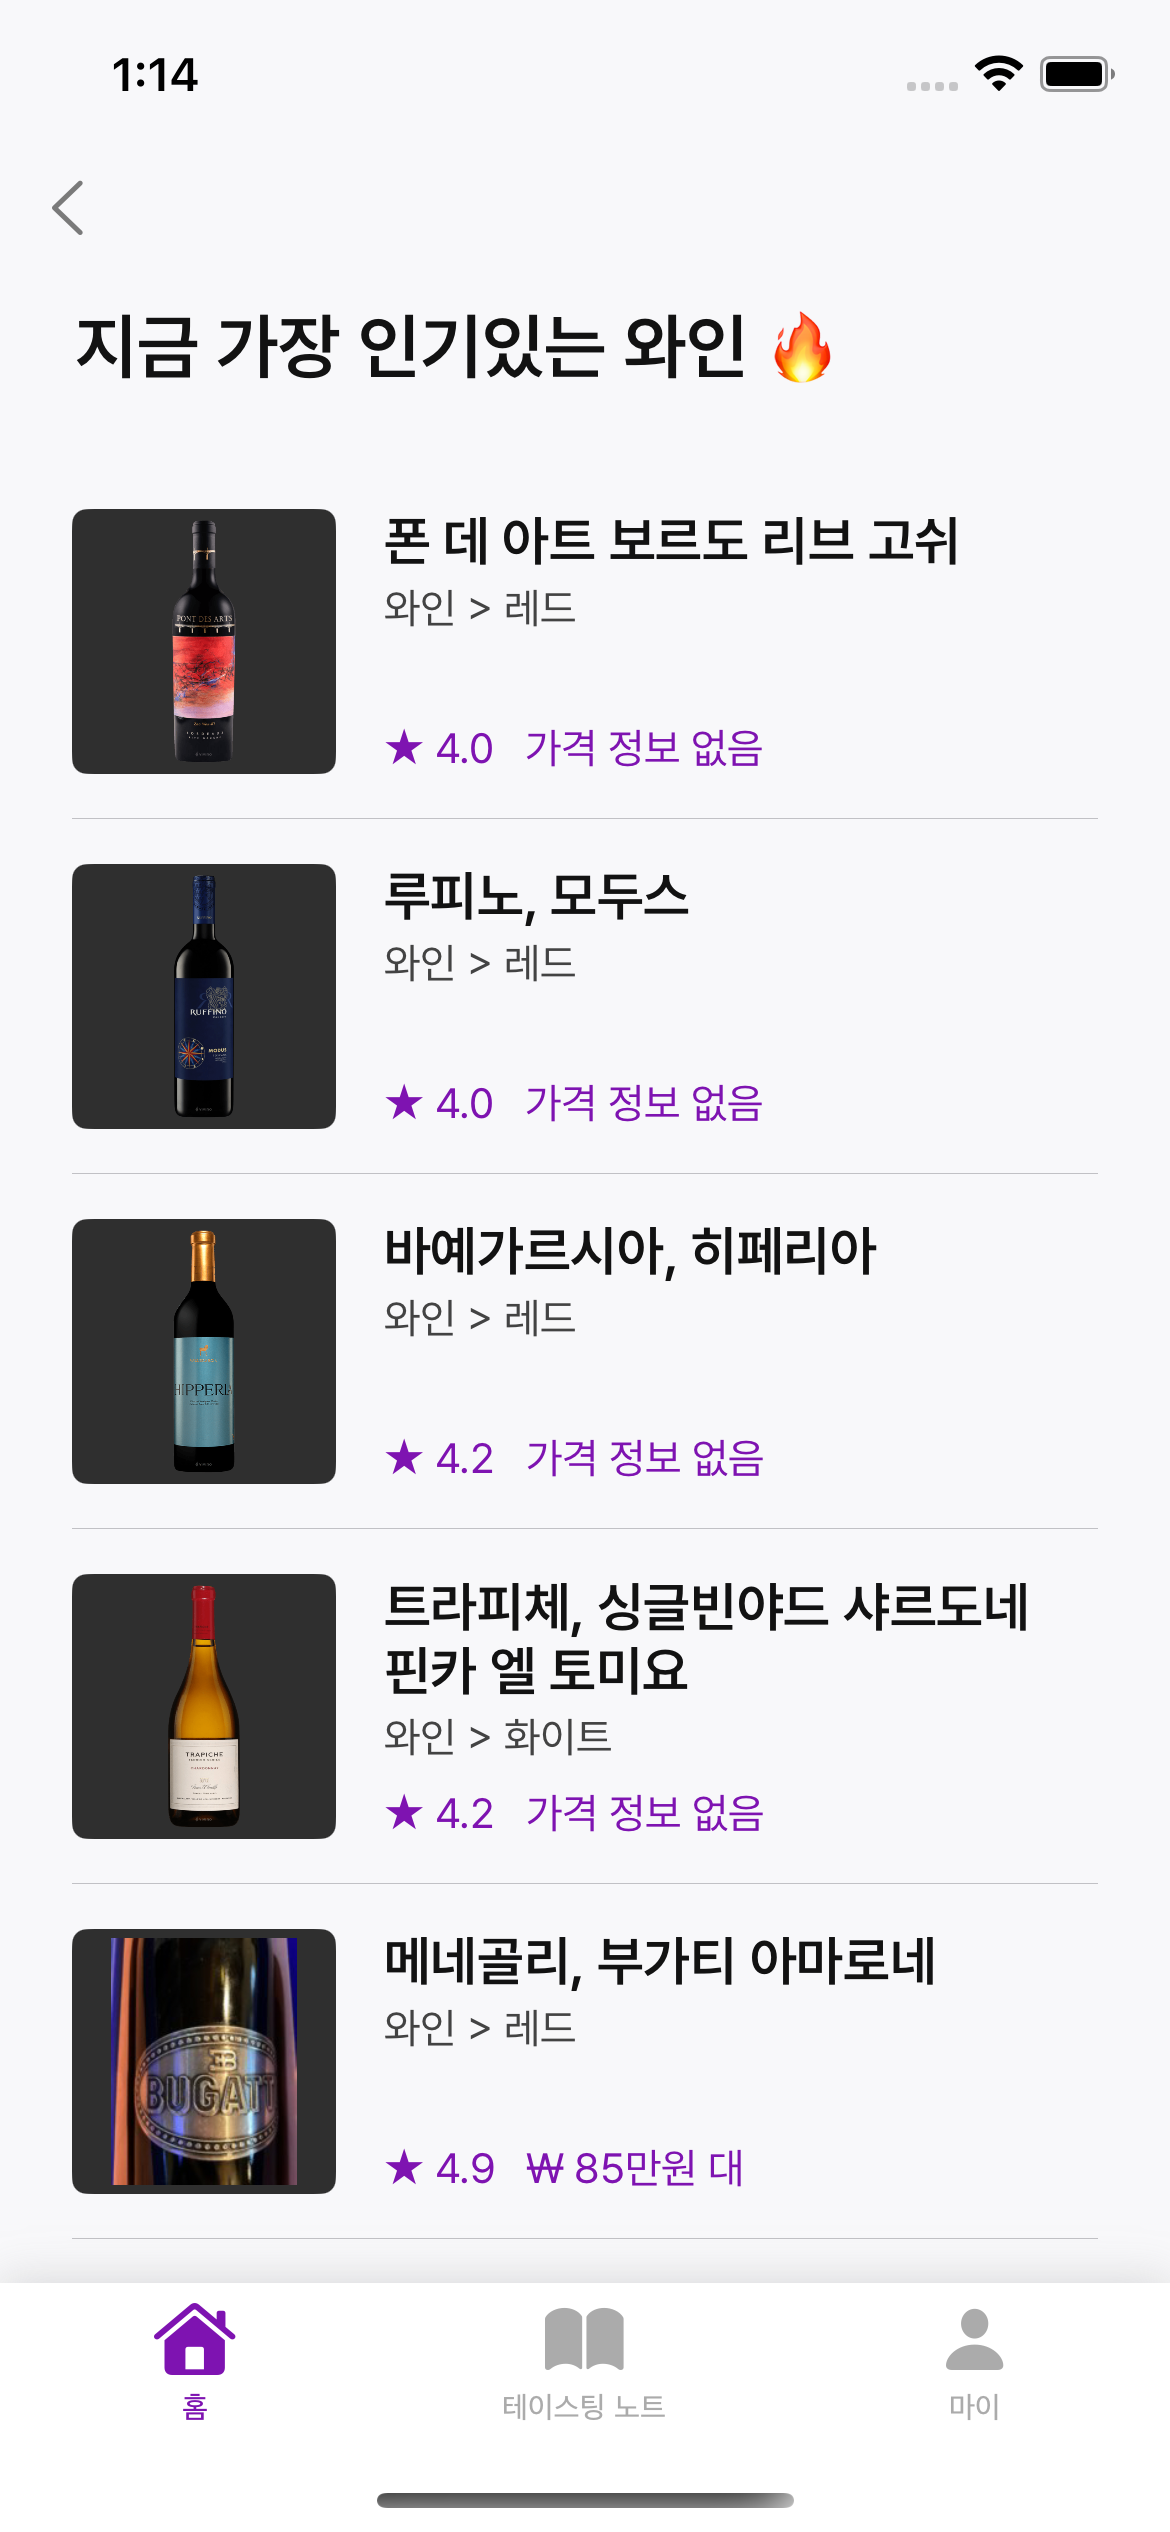 1:14
지금 가장 인기있는 와인 🔥
PONT DES ARTS
폰 데 아트 보르도 리브 고쉬
와인 > 레드
★ 4.0 가격 정보 없음
RUFFINO
MODUS
루피노, 모두스
와인 > 레드
★ 4.0 가격 정보 없음
HIPPERIA
바예가르시아, 히페리아
와인 > 레드
★ 4.2 가격 정보 없음
TRAPICHE
트라피체, 싱글빈야드 샤르도네
핀카 엘 토미요
와인 > 화이트
★ 4.2 가격 정보 없음
BUGATT
메네골리, 부가티 아마로네
와인 > 레드
★ 4.9 ₩ 85만원 대
홈
테이스팅 노트
마이